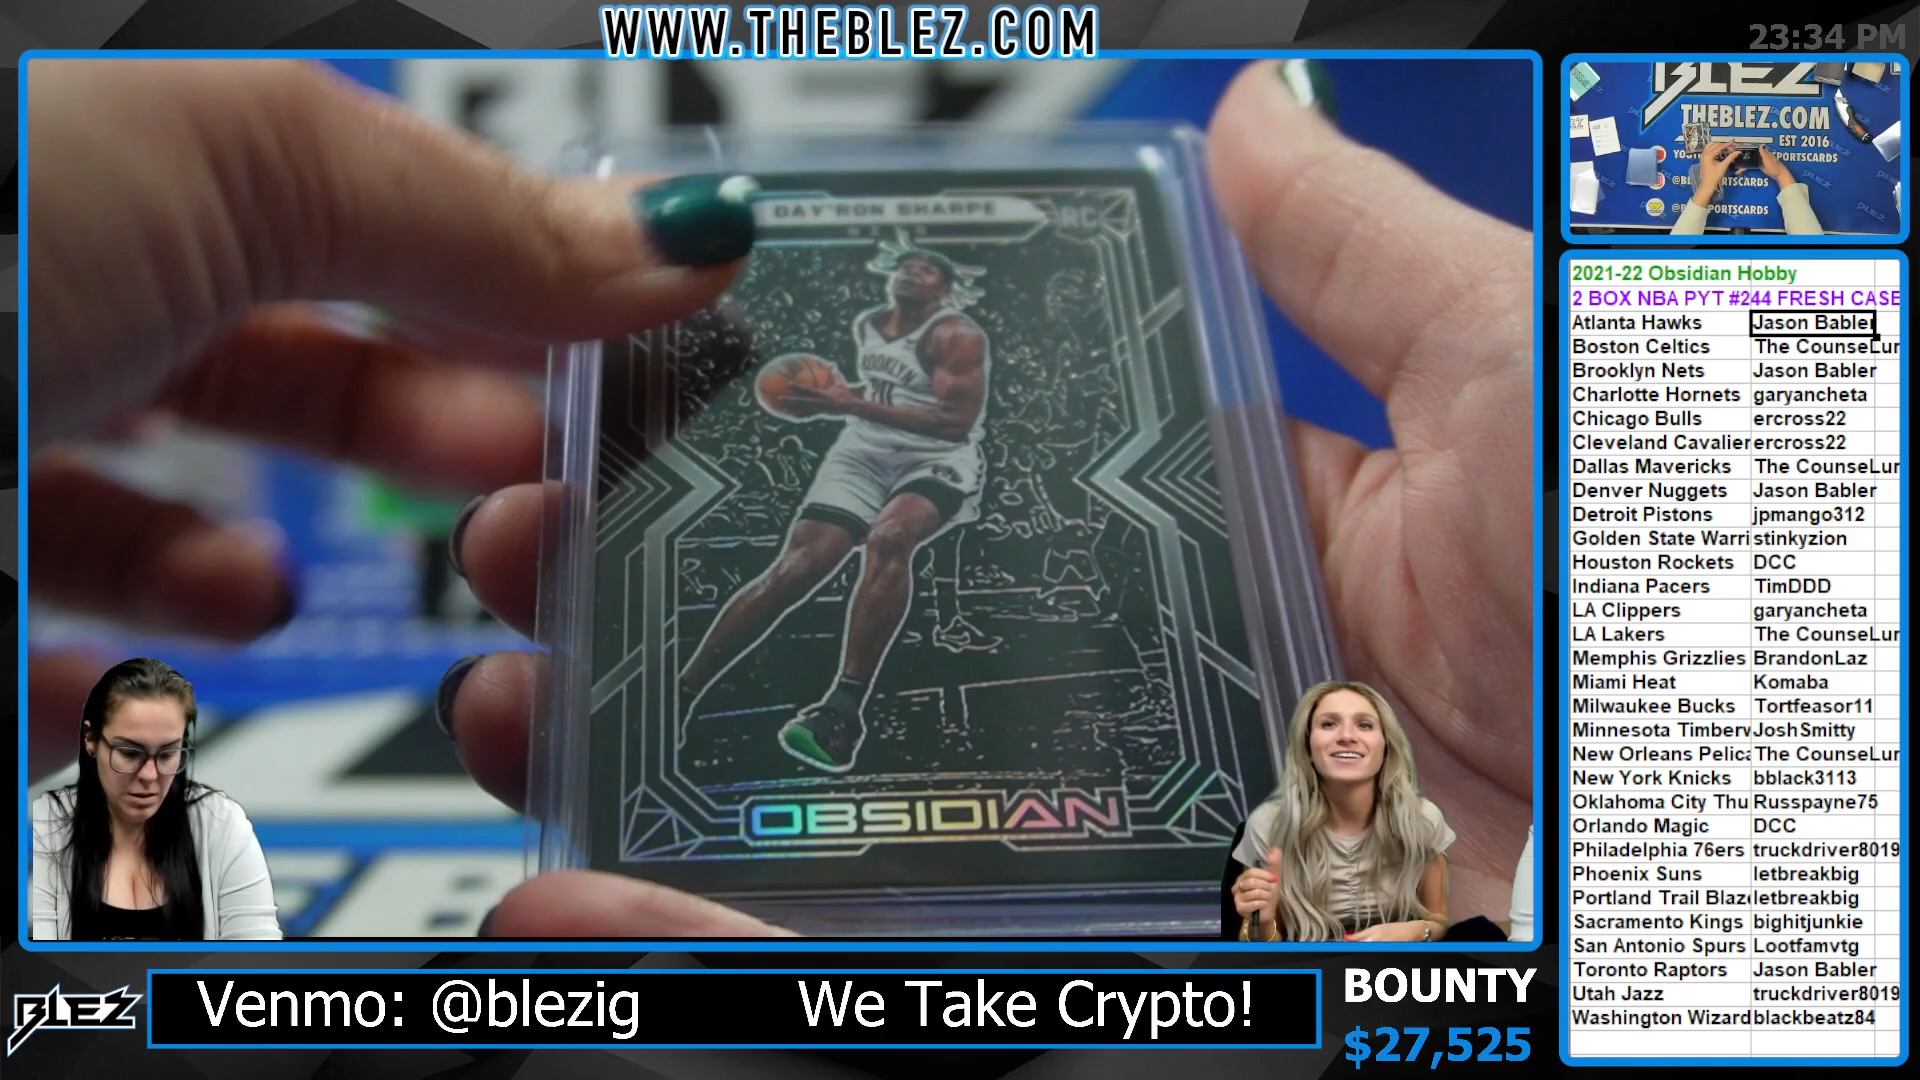 WWW.THEBLEZ.COM
23:34 PM
BLEZ
THEBLEZ.COM
EST 2016
DAY'RON SHARPE
NETS
RC
BROOKLYN
OBSIDIAN
2021-22 Obsidian Hobby
2 BOX NBA PYT #244 FRESH CASE
Atlanta Hawks Jason Babler
Boston Celtics The CounseLur
Brooklyn Nets Jason Babler
Charlotte Hornets garyancheta
Chicago Bulls ercross22
Cleveland Cavalier ercross22
Dallas Mavericks The CounseLur
Denver Nuggets Jason Babler
Detroit Pistons jpmango312
Golden State Warri stinkyzion
Houston Rockets DCC
Indiana Pacers TimDDD
LA Clippers garyancheta
LA Lakers The CounseLur
Memphis Grizzlies BrandonLaz
Miami Heat Komaba
Milwaukee Bucks Tortfeasor11
Minnesota Timberv JoshSmitty
New Orleans Pelica The CounseLur
New York Knicks bblack3113
Oklahoma City Thu Russpayne75
Orlando Magic DCC
Philadelphia 76ers truckdriver8019
Phoenix Suns letbreakbig
Portland Trail Blaze letbreakbig
Sacramento Kings bighitjunkie
San Antonio Spurs Lootfamvtg
Toronto Raptors Jason Babler
Utah Jazz truckdriver8019
Washington Wizard blackbeatz84
BLEZ
Venmo: @blezig We Take Crypto!
BOUNTY
$27,525